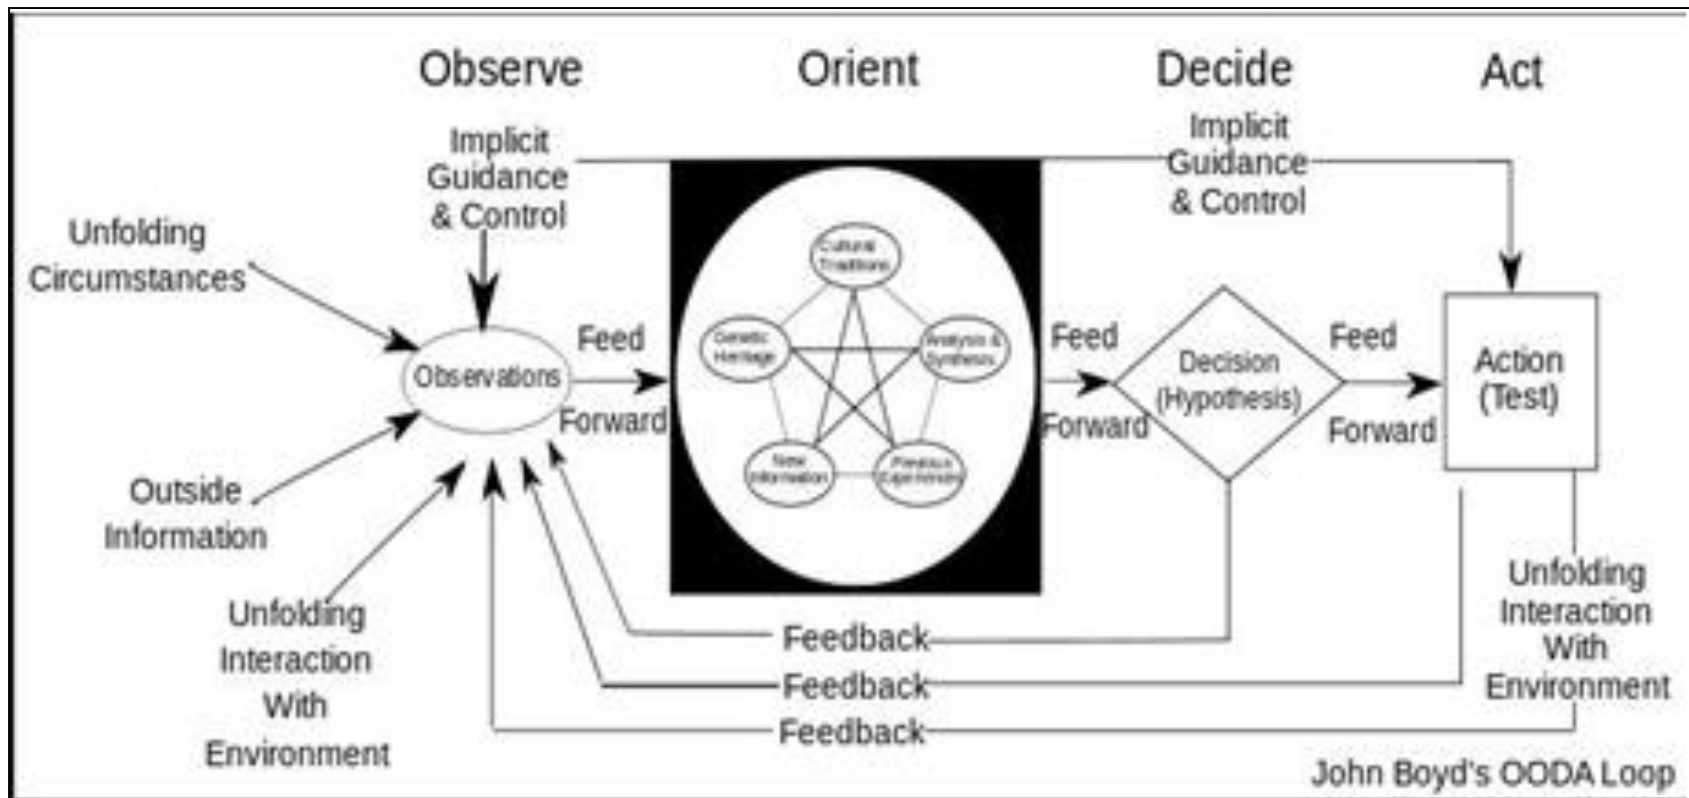 Observe
Orient
Decide
Act
Implicit
Guidance
& Control
Implicit
Guidance
& Control
Unfolding
Circumstances
Observations
Feed
Forward
Cultural
Traditions
Genetic
Heritage
Analysis &
Synthesis
New
Information
Previous
Experiences
Feed
Forward
Decision
(Hypothesis)
Feed
Forward
Action
(Test)
Outside
Information
Unfolding
Interaction
With
Environment
Unfolding
Interaction
With
Environment
Feedback
Feedback
Feedback
John Boyd's OODA Loop